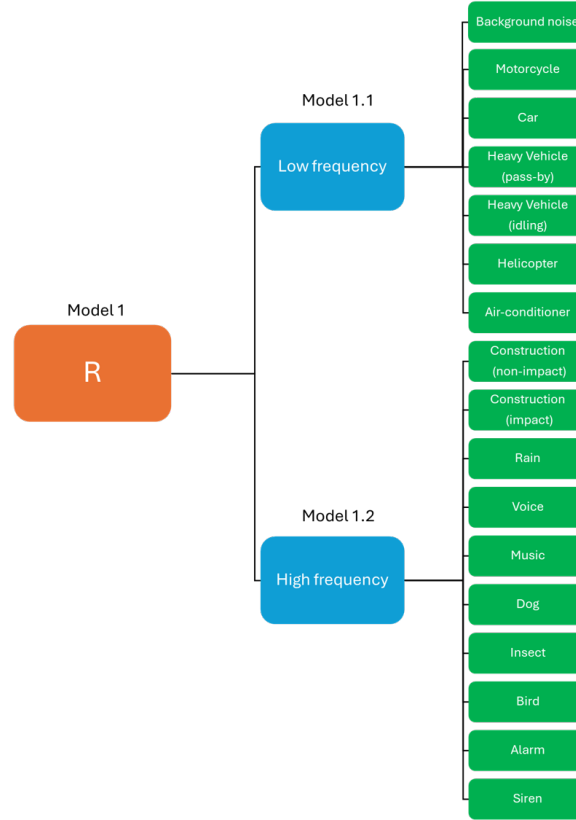 Background noise
Model 1.1
Motorcycle
Car
Low frequency
Heavy Vehicle
(pass-by)
Heavy Vehicle
(idling)
Helicopter
Model 1
Air-conditioner
R
Construction
(non-impact)
Construction
(impact)
Rain
Model 1.2
Voice
Music
High frequency
Dog
Insect
Bird
Alarm
Siren